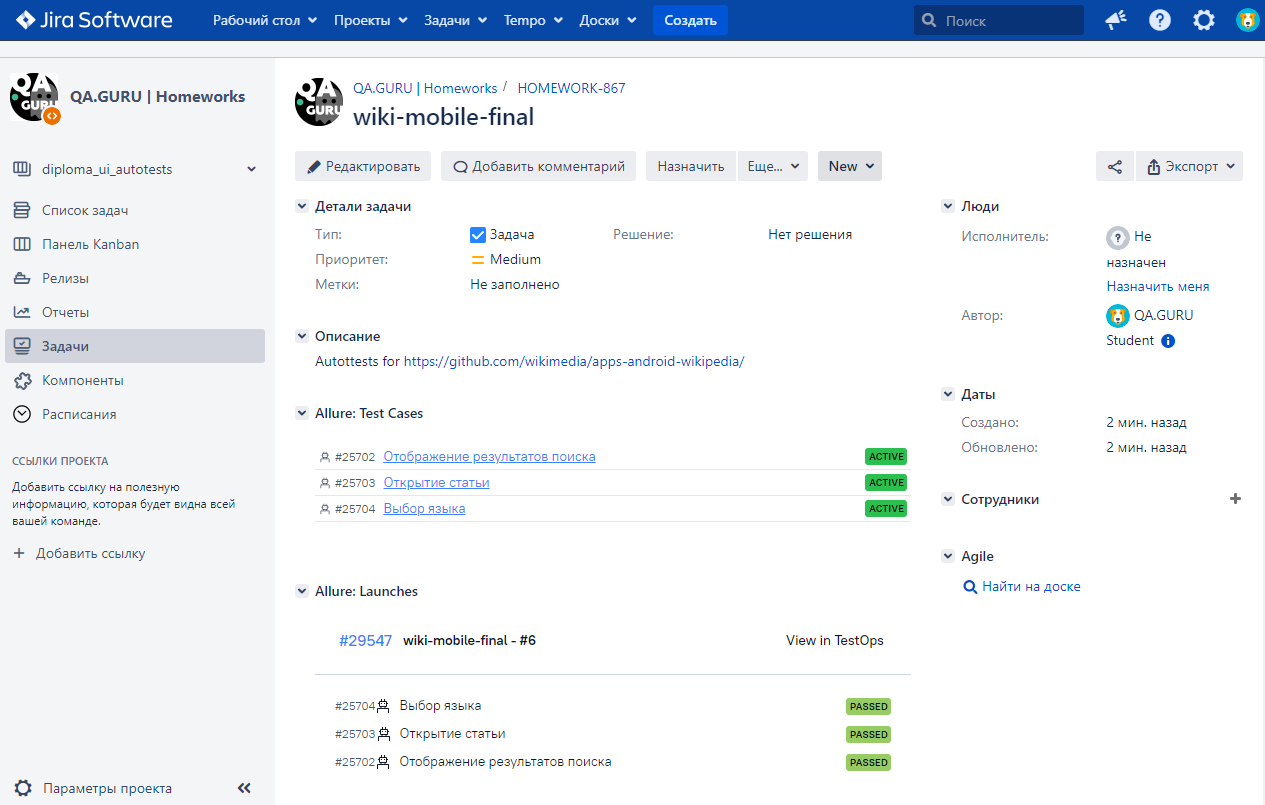 Jira Software
Рабочий стол Проекты Задачи Tempo Доски Создать Поиск
QA GURU
QA.GURU | Homeworks
diploma_ui_autotests
Список задач
Панель Kanban
Релизы
Отчеты
Задачи
Компоненты
Расписания
ССЫЛКИ ПРОЕКТА
Добавить ссылку на полезную
информацию, которая будет видна всей
вашей команде.
+ Добавить ссылку
Параметры проекта
QA GURU
QA.GURU | Homeworks / HOMEWORK-867
wiki-mobile-final
Редактировать Добавить комментарий Назначить Еще... New Экспорт
Детали задачи
Тип: Задача Решение: Нет решения
Приоритет: Medium
Метки: Не заполнено
Описание
Autottests for https://github.com/wikimedia/apps-android-wikipedia/
Allure: Test Cases
#25702 Отображение результатов поиска ACTIVE
#25703 Открытие статьи ACTIVE
#25704 Выбор языка ACTIVE
Allure: Launches
#29547 wiki-mobile-final - #6 View in TestOps
#25704 Выбор языка PASSED
#25703 Открытие статьи PASSED
#25702 Отображение результатов поиска PASSED
Люди
Исполнитель: Не
назначен
Назначить меня
Автор: QA.GURU
Student
Даты
Создано: 2 мин. назад
Обновлено: 2 мин. назад
Сотрудники +
Agile
Найти на доске